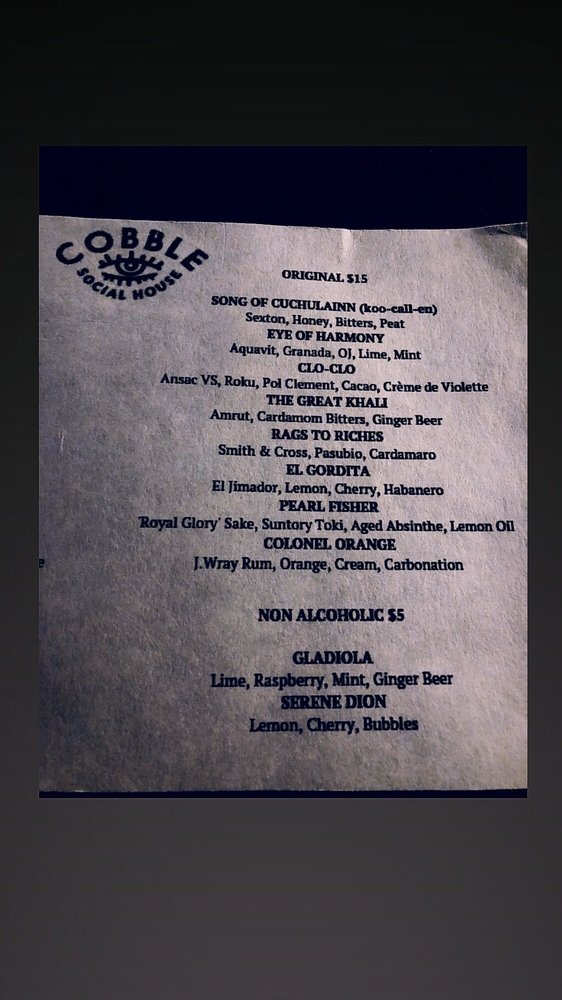 COBBLE
SOCIAL HOUSE
ORIGINAL $15
SONG OF CUCHULAINN (koo-call-en)
Sexton, Honey, Bitters, Peat
EYE OF HARMONY
Aquavit, Granada, OJ, Lime, Mint
CLO-CLO
Ansac VS, Roku, Pol Clement, Cacao, Crème de Violette
THE GREAT KHALI
Amrut, Cardamom Bitters, Ginger Beer
RAGS TO RICHES
Smith & Cross, Pasubio, Cardamaro
EL GORDITA
El Jimador, Lemon, Cherry, Habanero
PEARL FISHER
'Royal Glory' Sake, Suntory Toki, Aged Absinthe, Lemon Oil
COLONEL ORANGE
J.Wray Rum, Orange, Cream, Carbonation
NON ALCOHOLIC $5
GLADIOLA
Lime, Raspberry, Mint, Ginger Beer
SERENE DION
Lemon, Cherry, Bubbles